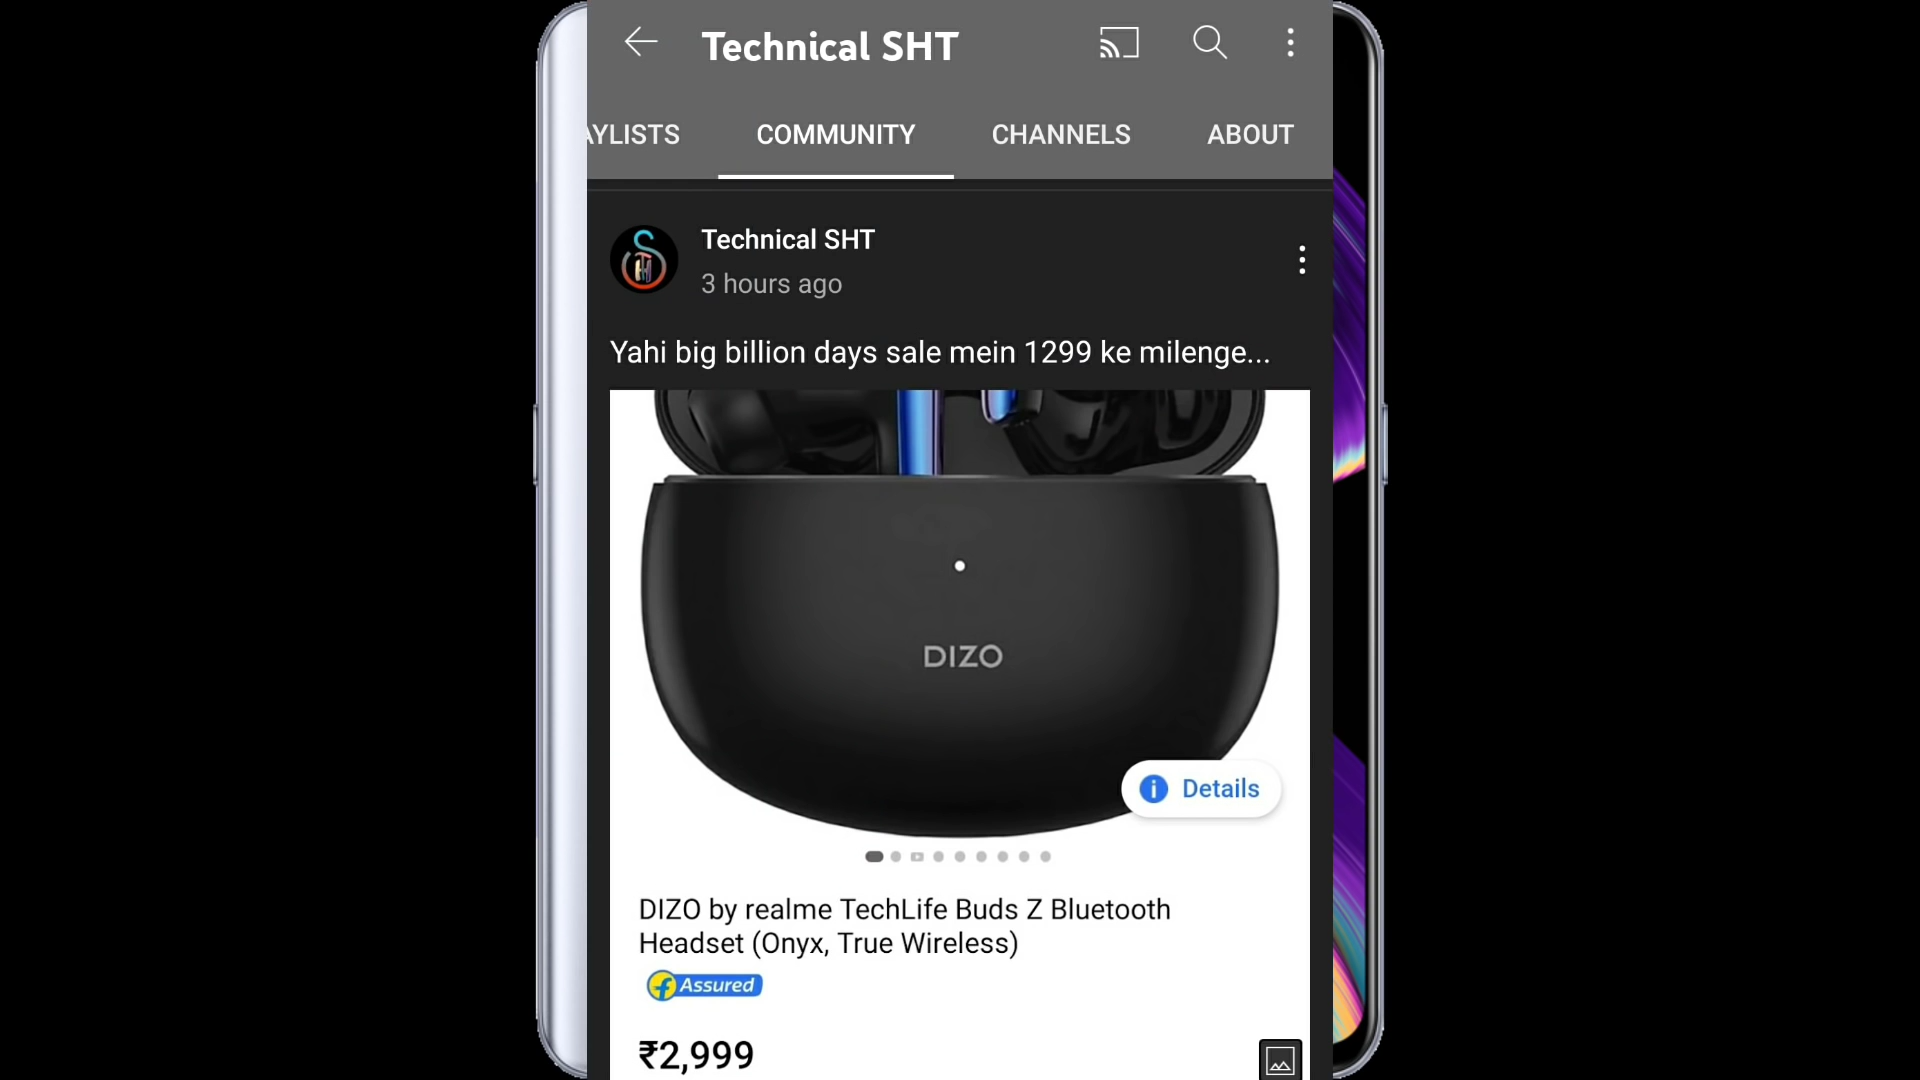 Technical SHT
AYLISTS COMMUNITY CHANNELS ABOUT
Technical SHT
3 hours ago
Yahi big billion days sale mein 1299 ke milenge...
DIZO
Details
DIZO by realme TechLife Buds Z Bluetooth
Headset (Onyx, True Wireless)
Assured
₹2,999